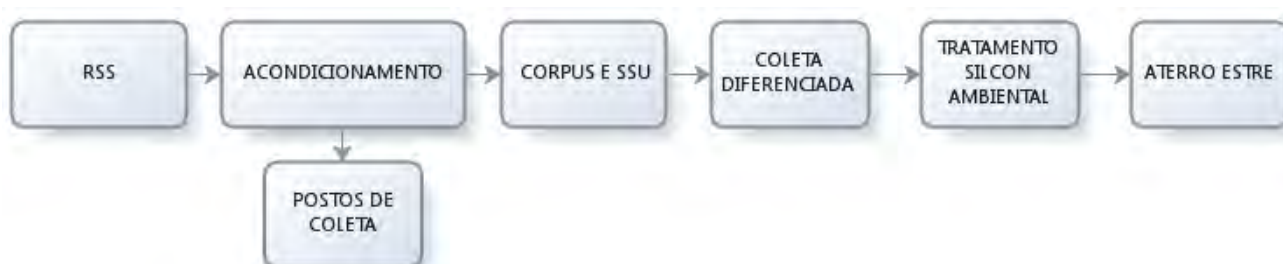 RSS
ACONDICIONAMENTO
CORPUS E SSU
COLETA
DIFERENCIADA
TRATAMENTO
SILCON
AMBIENTAL
ATERRO ESTRE
POSTOS DE
COLETA